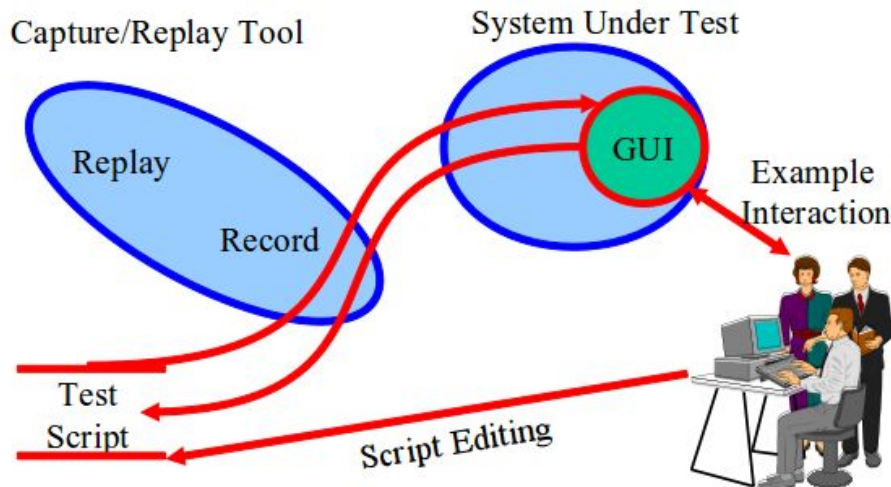 Capture/Replay Tool
System Under Test
Replay
Record
GUI
Example
Interaction
Test
Script
Script Editing